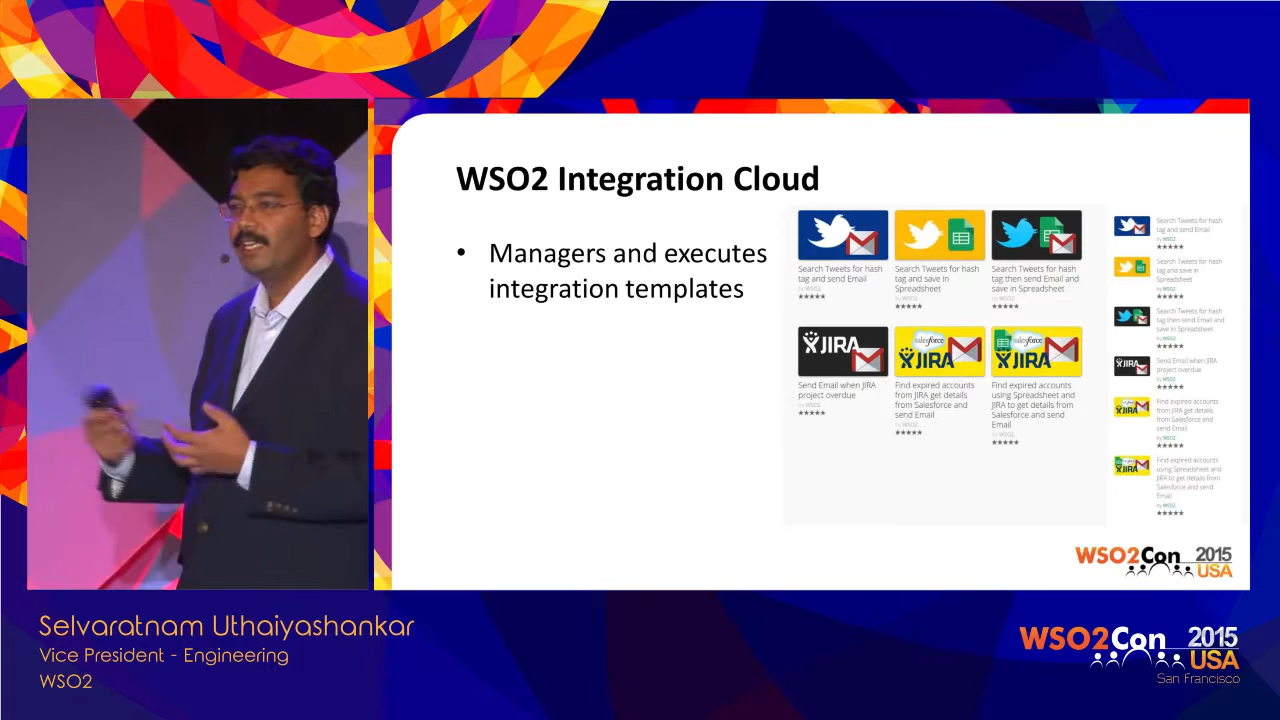 WSO2 Integration Cloud
• Managers and executes
integration templates
Search Tweets for hash
tag and send Email
by WSO2
★★★★★
Search Tweets for hash
tag and save in
Spreadsheet
by WSO2
★★★★★
Search Tweets for hash
tag then send Email and
save in Spreadsheet
by WSO2
★★★★★
JIRA
Send Email when JIRA
project overdue
by WSO2
★★★★★
salesforce
JIRA
Find expired accounts
from JIRA get details
from Salesforce and
send Email
by WSO2
★★★★★
salesforce
JIRA
Find expired accounts
using Spreadsheet and
JIRA to get details from
Salesforce and send
Email
by WSO2
★★★★★
Search Tweets for hash
tag and send Email
by WSO2
★★★★★
Search Tweets for hash
tag and save in
Spreadsheet
by WSO2
★★★★★
Search Tweets for hash
tag then send Email and
save in Spreadsheet
by WSO2
★★★★★
JIRA
Send Email when JIRA
project overdue
by WSO2
★★★★★
JIRA
Find expired accounts
from JIRA get details
from Salesforce and
send Email
by WSO2
★★★★★
JIRA
Find expired accounts
using Spreadsheet and
JIRA to get details from
Salesforce and send
Email
by WSO2
★★★★★
WSO2Con 2015
USA
Selvaratnam Uthaiyashankar
Vice President - Engineering
WSO2
WSO2Con 2015
USA
San Francisco